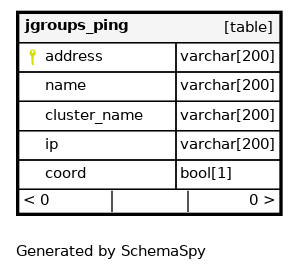 jgroups_ping [table]
address varchar[200]
name varchar[200]
cluster_name varchar[200]
ip varchar[200]
coord bool[1]
< 0 0 >
Generated by SchemaSpy